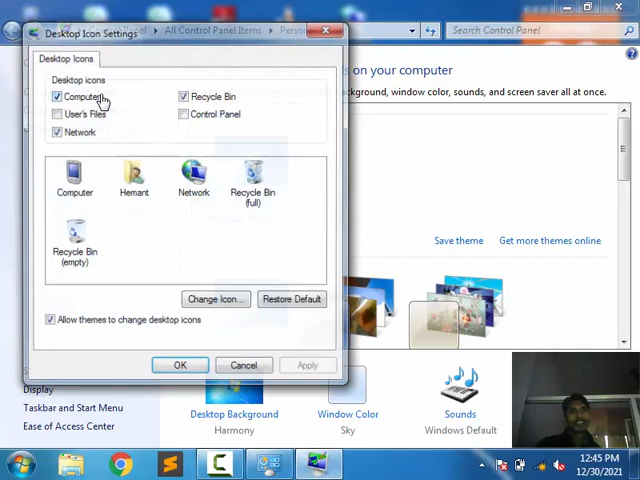 Desktop Icon Settings
All Control Panel Items
Search Control Panel
Desktop Icons
on your computer
background, window color, sounds, and screen saver all at once.
Desktop icons
Computer
Recycle Bin
User's Files
Control Panel
Network
Computer
Hemant
Network
Recycle Bin
(full)
Recycle Bin
(empty)
Save theme
Get more themes online
Change Icon...
Restore Default
Allow themes to change desktop icons
OK
Cancel
Apply
Display
Taskbar and Start Menu
Ease of Access Center
Desktop Background
Harmony
Window Color
Sky
Sounds
Windows Default
12:45 PM
12/30/2021